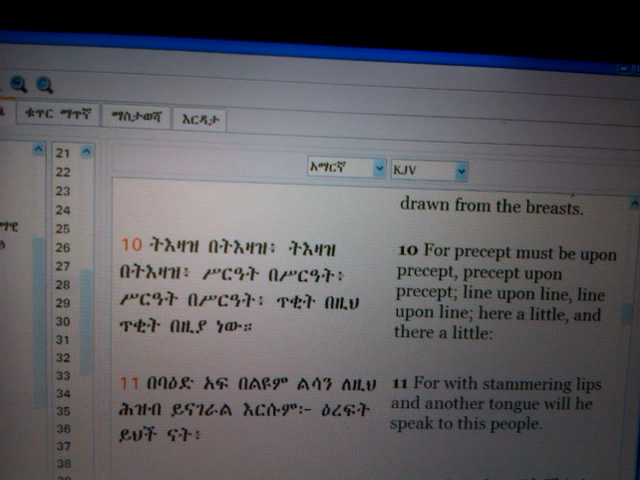 ቁጥር ማጥኛ
ማስታወሻ
እርዳታ
አማርኛ
KJV
21
22
23
24
25
26
27
28
29
30
31
32
33
34
35
36
37
38
10 ትእዛዝ በትእዛዝ፥ ትእዛዝ
በትእዛዝ፥ ሥርዓት በሥርዓት፥
ሥርዓት በሥርዓት፥ ጥቂት በዚህ
ጥቂት በዚያ ነው።
11 በባዕድ አፍ በልዩም ልሳን ለዚህ
ሕዝብ ይናገራል እርሱም፦ ዕረፍት
ይህች ናት፥
drawn from the breasts.
10 For precept must be upon
precept, precept upon
precept; line upon line, line
upon line; here a little, and
there a little:
11 For with stammering lips
and another tongue will he
speak to this people.